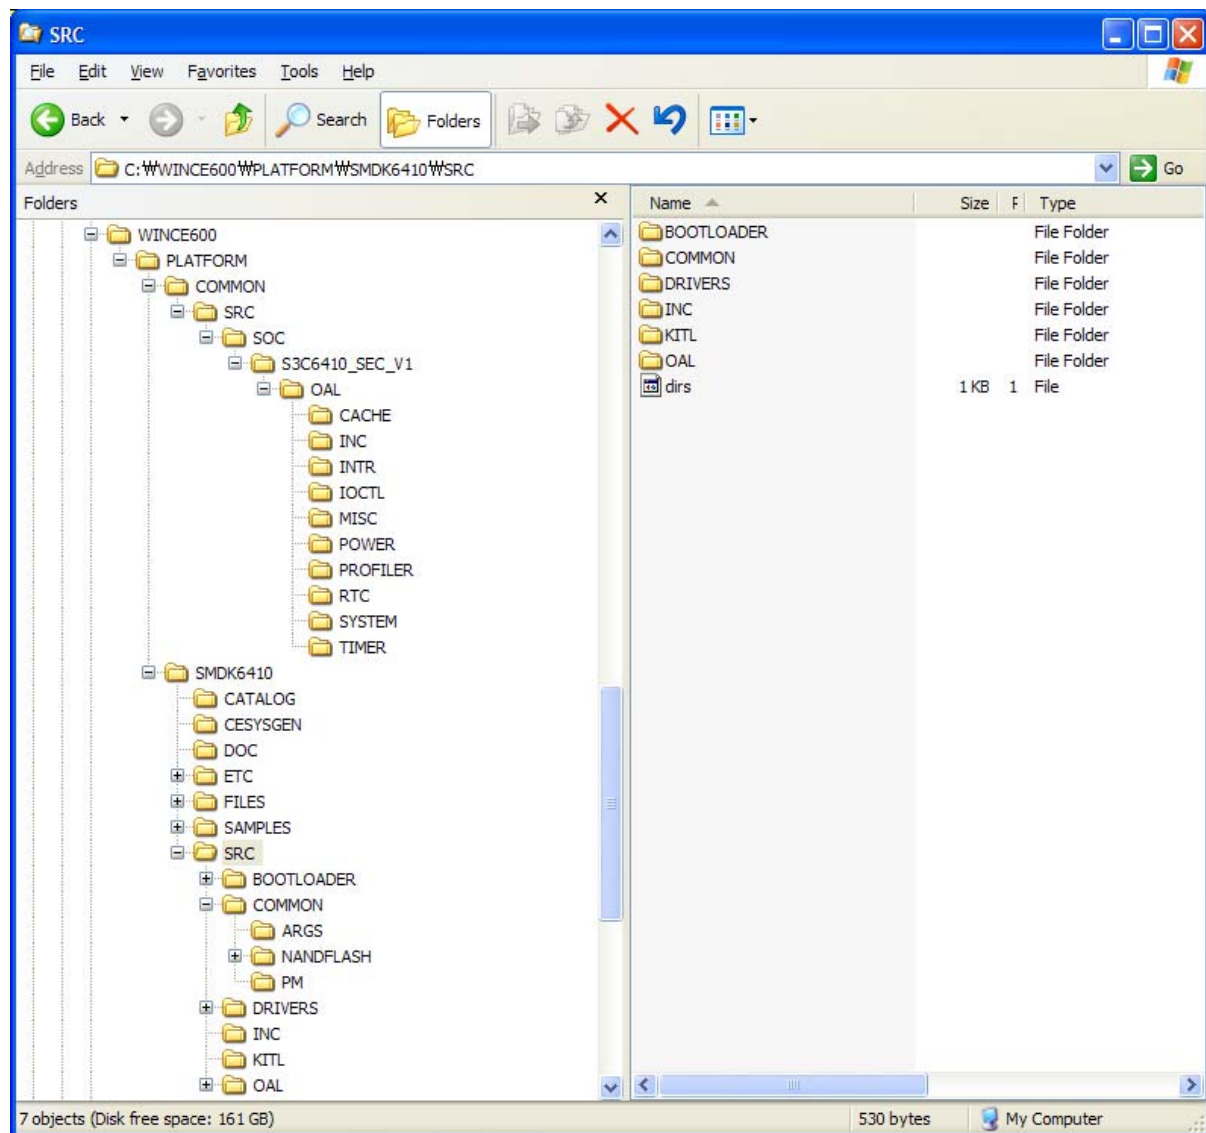 SRC
File Edit View Favorites Tools Help
Back Search Folders
Address C:₩WINCE600₩PLATFORM₩SMDK6410₩SRC Go
Folders
WINCE600
PLATFORM
COMMON
SRC
SOC
S3C6410_SEC_V1
OAL
CACHE
INC
INTR
IOCTL
MISC
POWER
PROFILER
RTC
SYSTEM
TIMER
SMDK6410
CATALOG
CESYSGEN
DOC
ETC
FILES
SAMPLES
SRC
BOOTLOADER
COMMON
ARGS
NANDFLASH
PM
DRIVERS
INC
KITL
OAL
Name Size F Type
BOOTLOADER File Folder
COMMON File Folder
DRIVERS File Folder
INC File Folder
KITL File Folder
OAL File Folder
dirs 1 KB 1 File
7 objects (Disk free space: 161 GB) 530 bytes My Computer